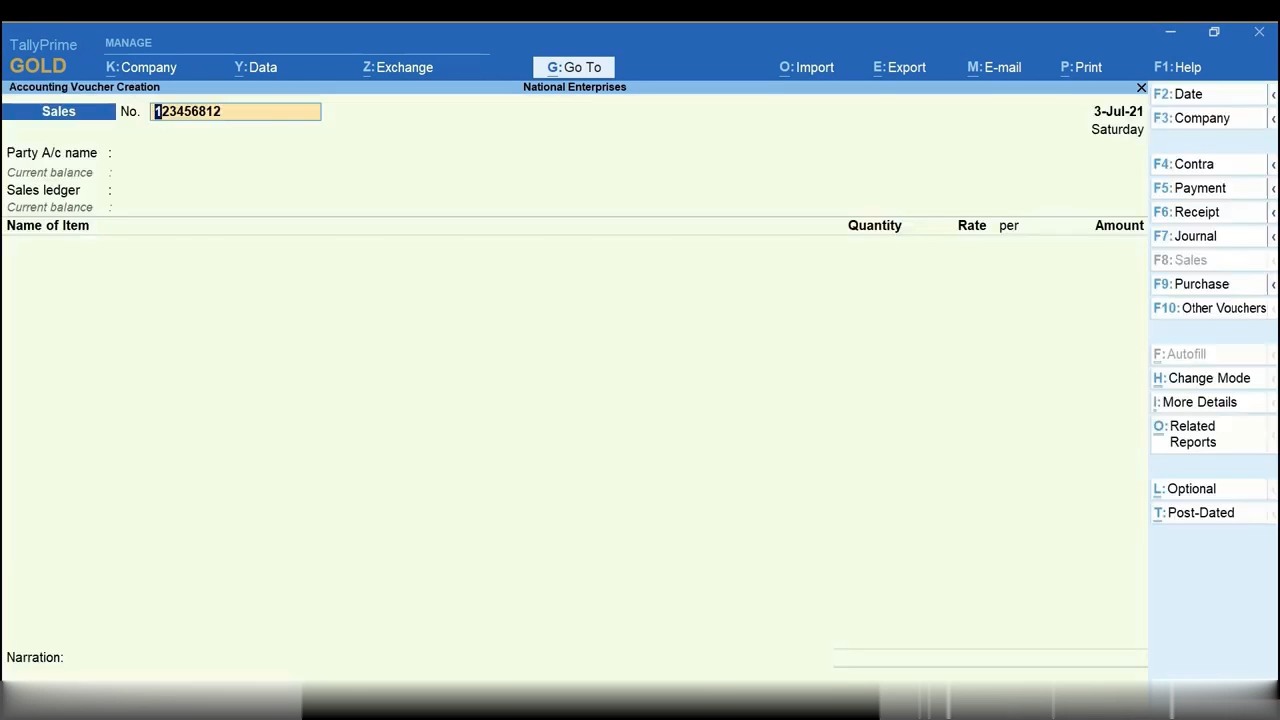 TallyPrime
GOLD
MANAGE
K: Company
Y: Data
Z: Exchange
G: Go To
O: Import
E: Export
M: E-mail
P: Print
F1: Help
Accounting Voucher Creation
National Enterprises
Sales No. 123456812
3-Jul-21
Saturday
Party A/c name :
Current balance :
Sales ledger :
Current balance :
Name of Item Quantity Rate per Amount
Narration:
F2: Date
F3: Company
F4: Contra
F5: Payment
F6: Receipt
F7: Journal
F8: Sales
F9: Purchase
F10: Other Vouchers
F: Autofill
H: Change Mode
I: More Details
O: Related
Reports
L: Optional
T: Post-Dated